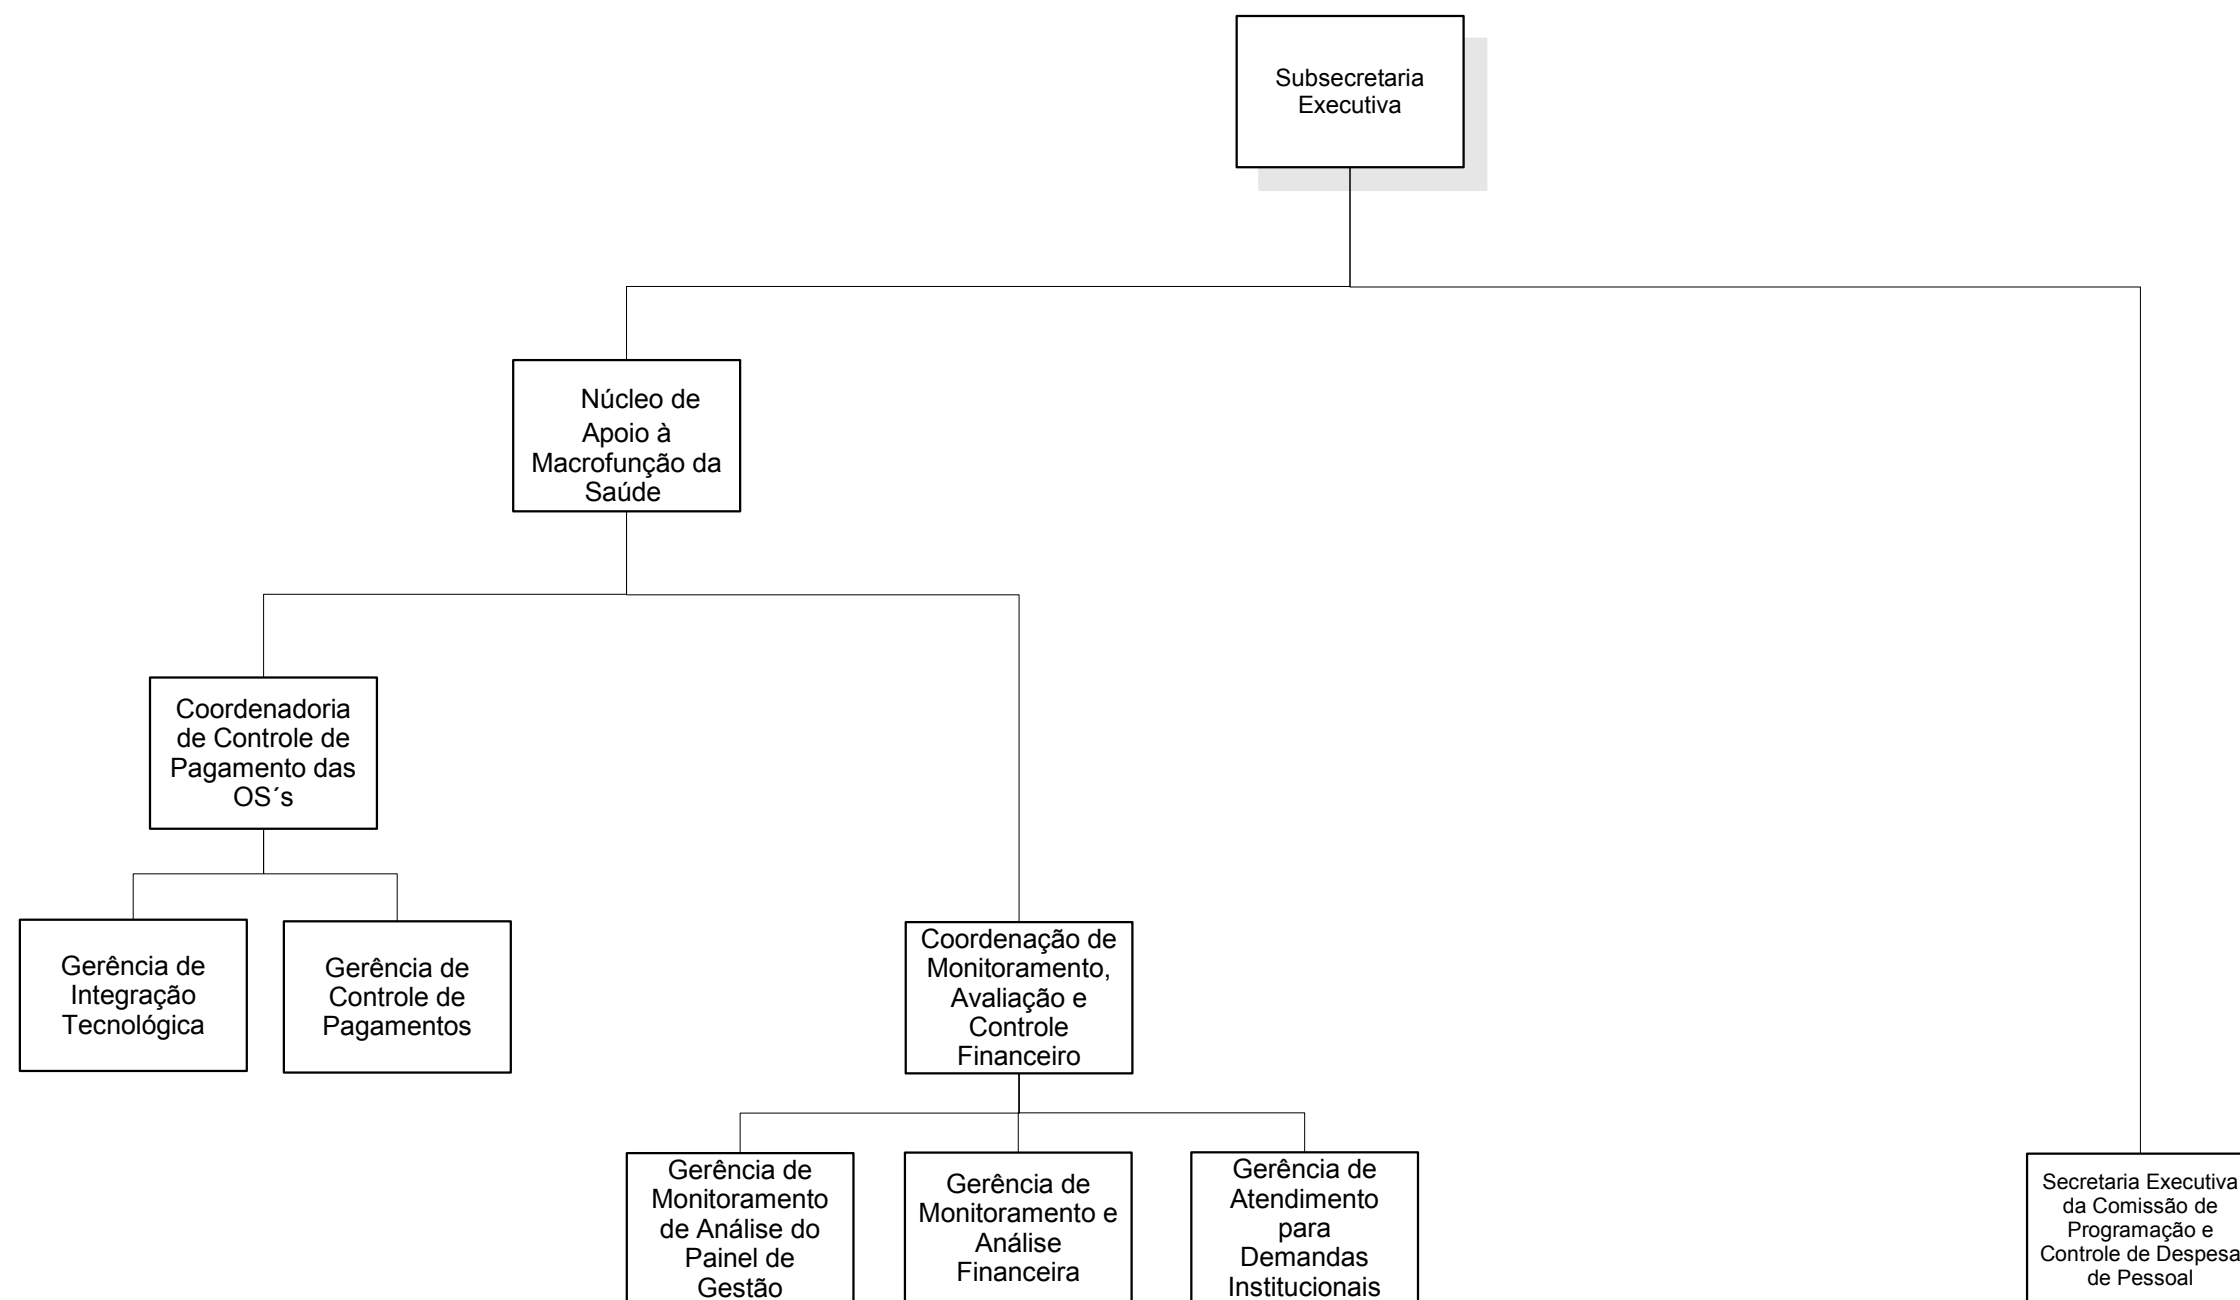 Subsecretaria
Executiva
Núcleo de
Apoio à
Macrofunção da
Saúde
Coordenadoria
de Controle de
Pagamento das
OS´s
Gerência de
Integração
Tecnológica
Gerência de
Controle de
Pagamentos
Coordenação de
Monitoramento,
Avaliação e
Controle
Financeiro
Gerência de
Monitoramento
de Análise do
Painel de
Gestão
Gerência de
Monitoramento e
Análise
Financeira
Gerência de
Atendimento
para
Demandas
Institucionais
Secretaria Executiva
da Comissão de
Programação e
Controle de Despesa
de Pessoal